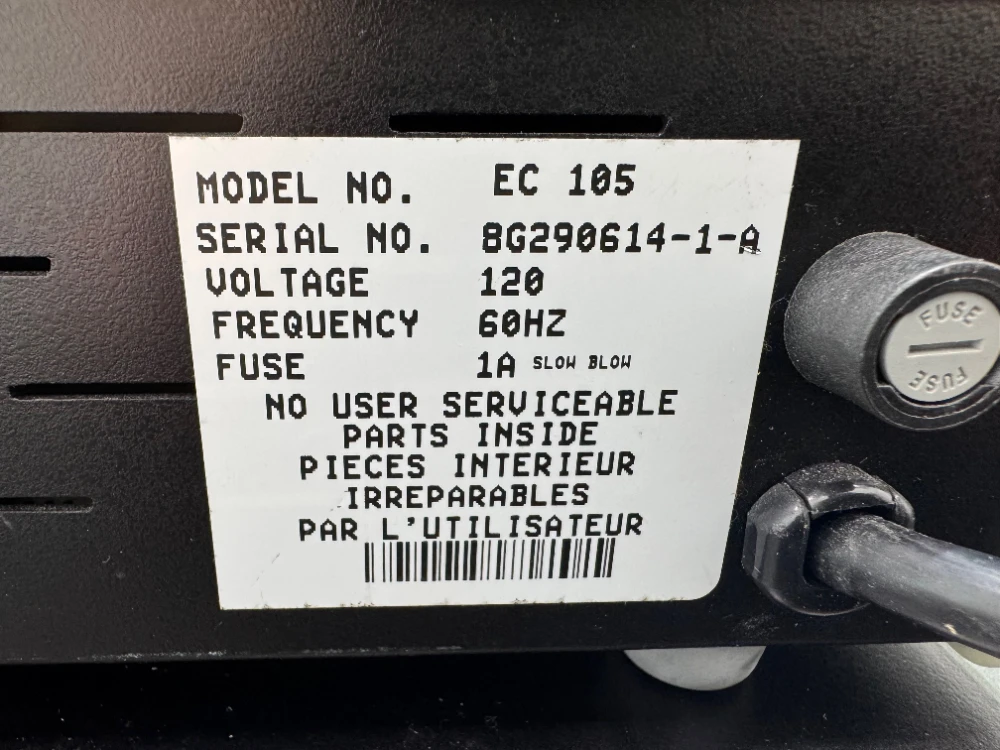 MODEL NO. EC 105
SERIAL NO. 8G290614-1-A
VOLTAGE 120
FREQUENCY 60HZ
FUSE 1A SLOW BLOW
NO USER SERVICEABLE
PARTS INSIDE
PIECES INTERIEUR
IRREPARABLES
PAR L'UTILISATEUR
FUSE
FUSE